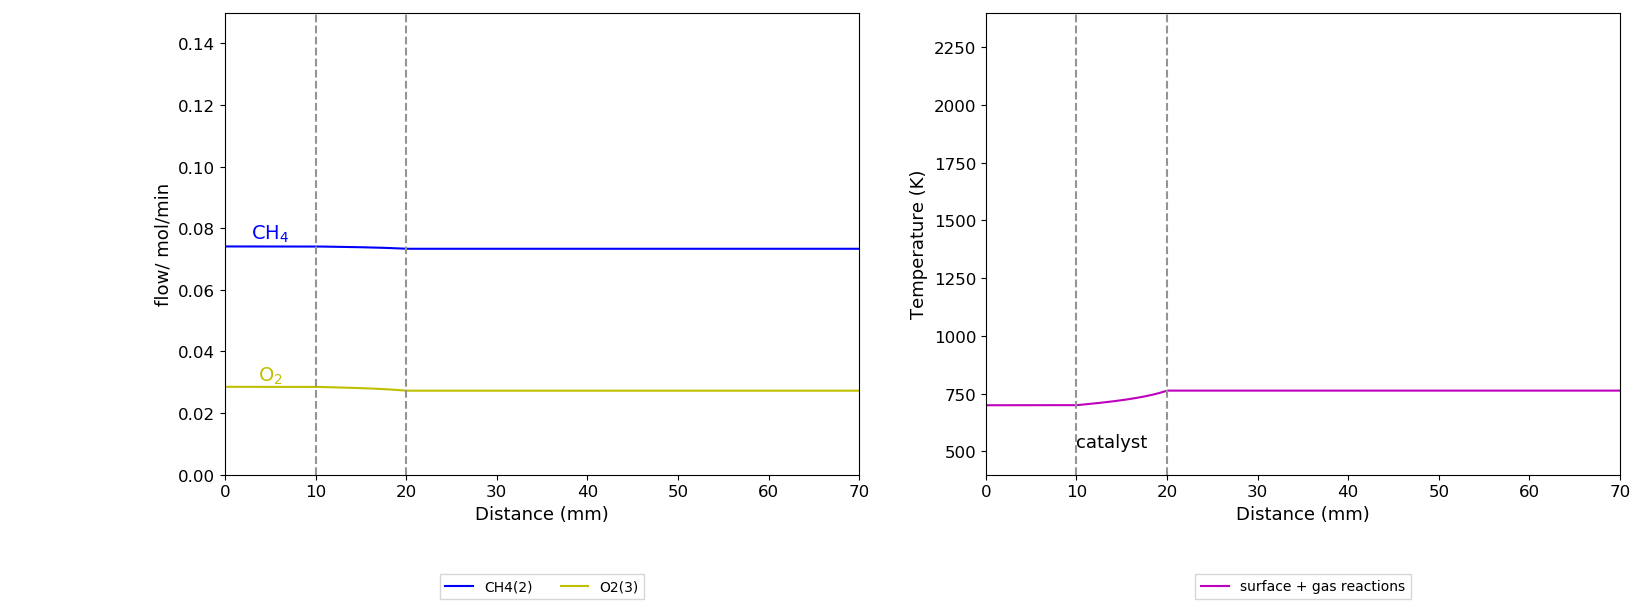 0.14
0.12
0.10
0.08
0.06
0.04
0.02
0.00
flow/ mol/min
CH₄
O₂
0 10 20 30 40 50 60 70
Distance (mm)
CH4(2) O2(3)
2250
2000
1750
1500
1250
1000
750
500
Temperature (K)
catalyst
0 10 20 30 40 50 60 70
Distance (mm)
surface + gas reactions